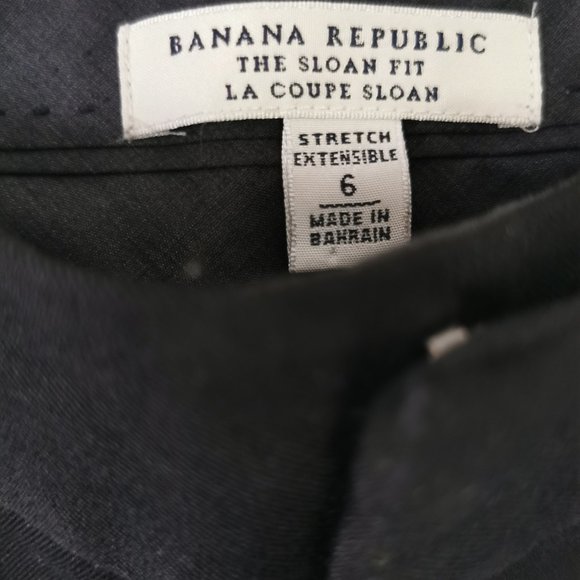 BANANA REPUBLIC
THE SLOAN FIT
LA COUPE SLOAN
STRETCH
EXTENSIBLE
6
MADE IN
BAHRAIN